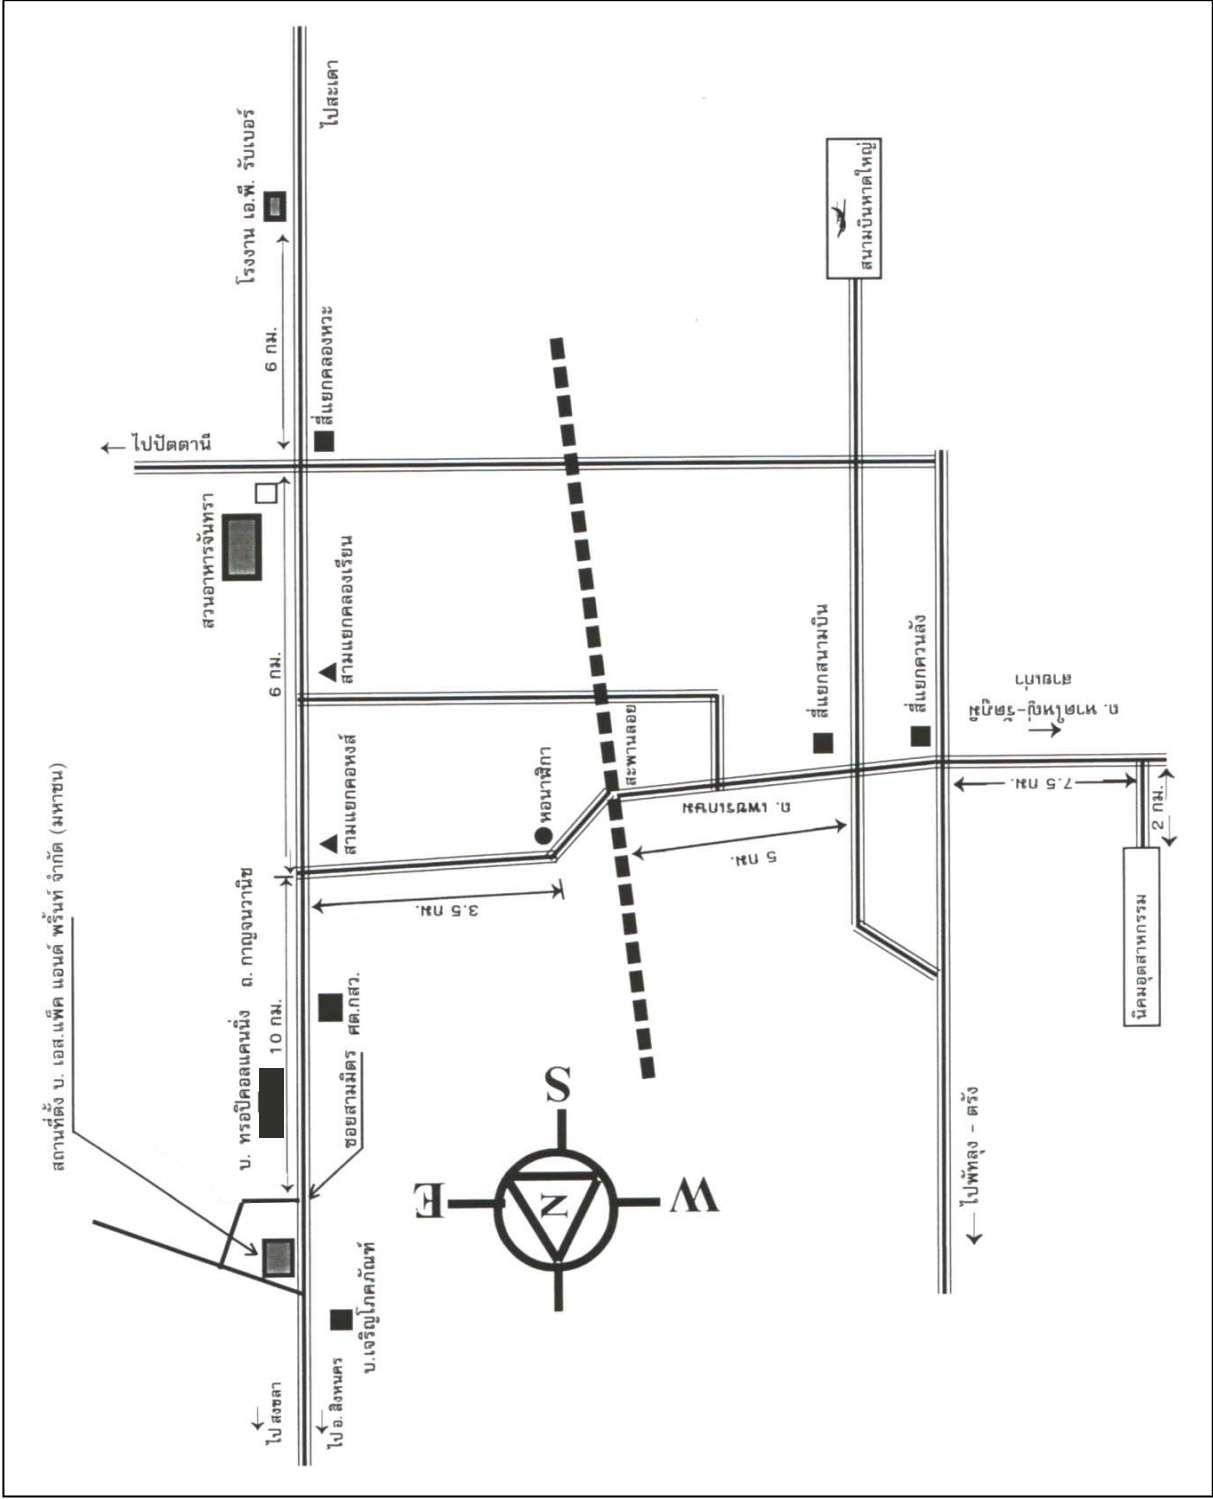 สถานที่ตั้ง บ. เอส.แพ็ค แอนด์ พริ้นท์ จำกัด (มหาชน)
สวนอาหารจันทรา
← ไปปัตตานี
โรงงาน เอ.พี. รับเบอร์
บ. ทรอปิคอลแคนนิ่ง
ถ. กาญจนวานิช
10 กม.
6 กม.
6 กม.
ไป สงขลา
ไป อ. สิงหนคร
บ.เจริญโภคภัณฑ์
ซอยสามมิตร
ศต.กสว.
สามแยกคอหงส์
สามแยกคลองเรียน
สี่แยกคลองหวะ
ไปสะเดา
3.5 กม.
หอนาฬิกา
สะพานลอย
E
N
S
W
ถ. เพชรเกษม
5 กม.
สี่แยกสนามบิน
สนามบินหาดใหญ่
สี่แยกควนลัง
ไปพัทลุง - ตรัง
ถ. หาดใหญ่-รัตภูมิ
สายเก่า
7.5 กม.
2 กม.
นิคมอุตสาหกรรม